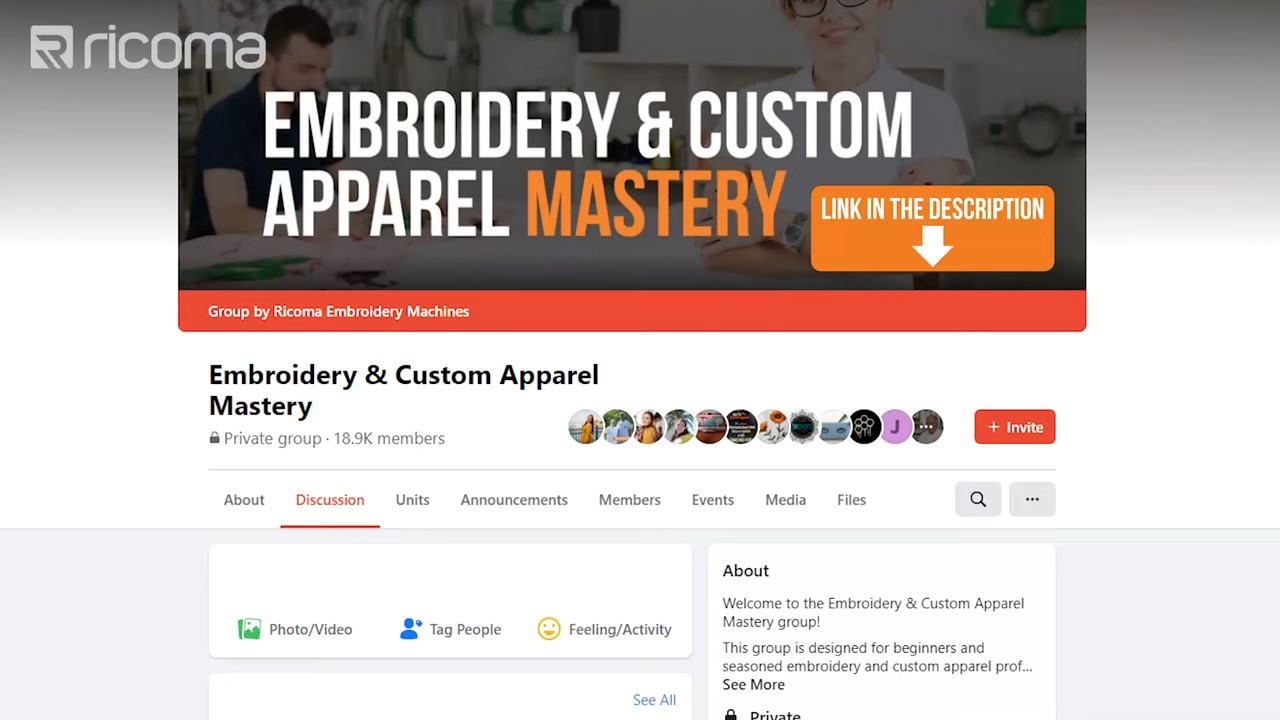 ricoma
EMBROIDERY & CUSTOM
APPAREL MASTERY
LINK IN THE DESCRIPTION
Group by Ricoma Embroidery Machines
Embroidery & Custom Apparel
Mastery
Private group · 18.9K members
J
+ Invite
About
Discussion
Units
Announcements
Members
Events
Media
Files
Photo/Video
Tag People
Feeling/Activity
See All
About
Welcome to the Embroidery & Custom Apparel
Mastery group!
This group is designed for beginners and
seasoned embroidery and custom apparel prof...
See More
Private